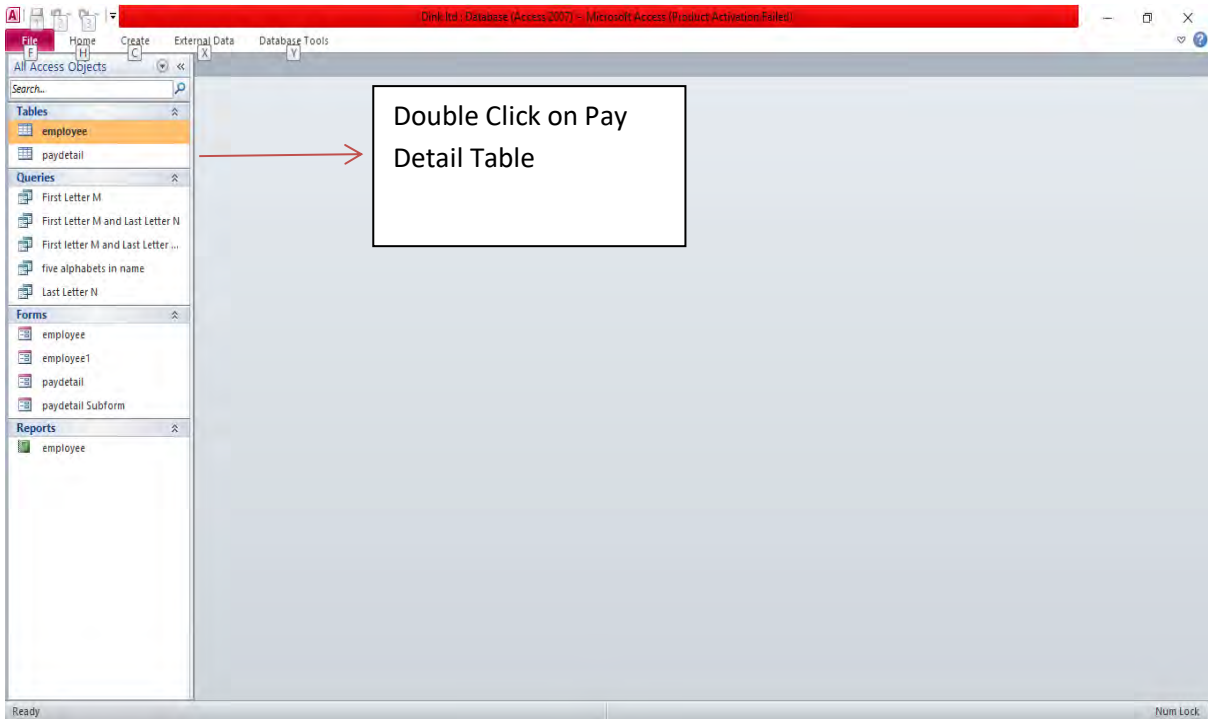 Dink ltd : Database (Access 2007) - Microsoft Access (Product Activation Failed)
File Home Create External Data Database Tools
F H C X Y
All Access Objects
Search...
Tables
employee
paydetail
Queries
First Letter M
First Letter M and Last Letter N
First letter M and Last Letter ...
five alphabets in name
Last Letter N
Forms
employee
employee1
paydetail
paydetail Subform
Reports
employee
Double Click on Pay
Detail Table
Ready
Num Lock